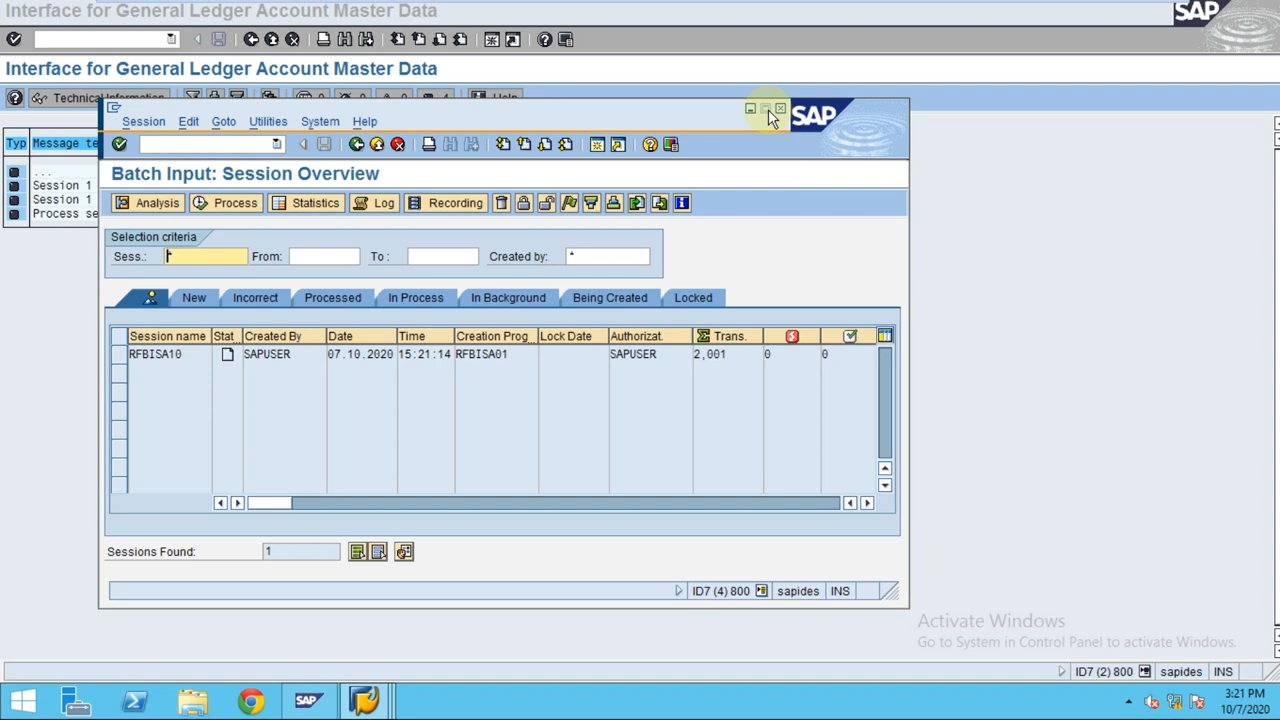 Interface for General Ledger Account Master Data
SAP
Interface for General Ledger Account Master Data
Technical Information
Help
Typ Message te
...
Session 1
Session 1
Process se
SAP
Session Edit Goto Utilities System Help
Batch Input: Session Overview
Analysis Process Statistics Log Recording
Selection criteria
Sess.: * From: To : Created by: *
New Incorrect Processed In Process In Background Being Created Locked
Session name Stat Created By Date Time Creation Prog Lock Date Authorizat. Trans.
RFBISA10 SAPUSER 07.10.2020 15:21:14 RFBISA01 SAPUSER 2,001 0 0
Sessions Found: 1
ID7 (4) 800 sapides INS
Activate Windows
Go to System in Control Panel to activate Windows.
ID7 (2) 800 sapides INS
SAP
3:21 PM
10/7/2020